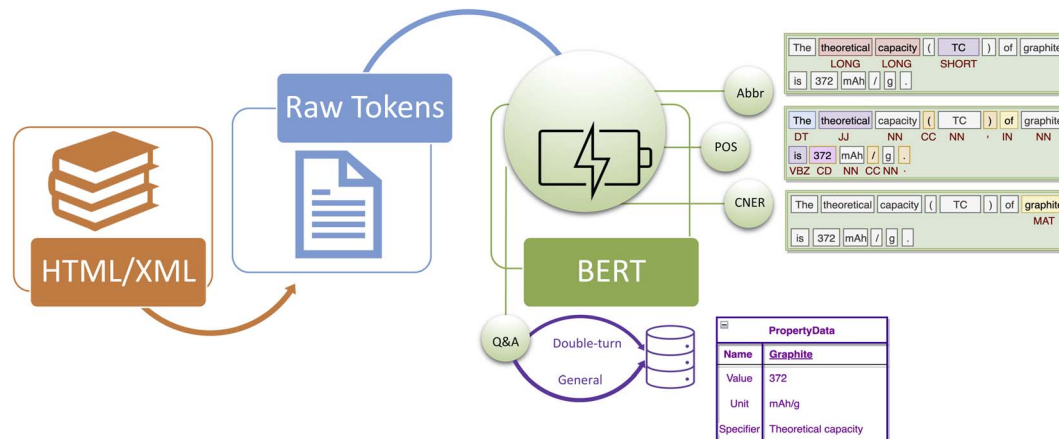 HTML/XML
Raw Tokens
BERT
Abbr
POS
CNER
Q&A
Double-turn
General
The theoretical capacity ( TC ) of graphite
LONG LONG SHORT
is 372 mAh / g .
The theoretical capacity ( TC ) of graphite
DT JJ NN CC NN , IN NN
is 372 mAh / g .
VBZ CD NN CC NN .
The theoretical capacity ( TC ) of graphite
MAT
is 372 mAh / g .
PropertyData
Name Graphite
Value 372
Unit mAh/g
Specifier Theoretical capacity